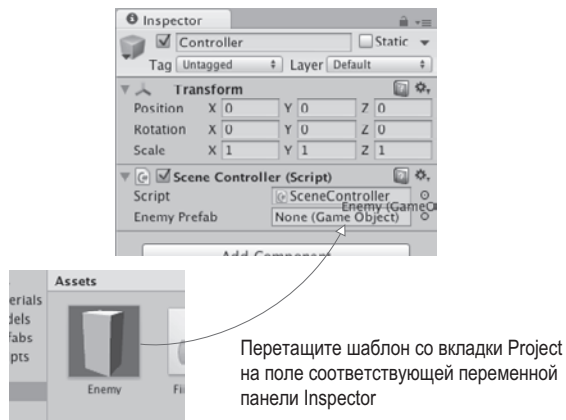 Inspector
Controller
Static
Tag Untagged Layer Default
Transform
Position X 0 Y 0 Z 0
Rotation X 0 Y 0 Z 0
Scale X 1 Y 1 Z 1
Scene Controller (Script)
Script SceneController
Enemy (GameO
Enemy Prefab None (Game Object)
Add Component
Assets
erials
dels
fabs
pts
Enemy
Перетащите шаблон со вкладки Project
на поле соответствующей переменной
панели Inspector